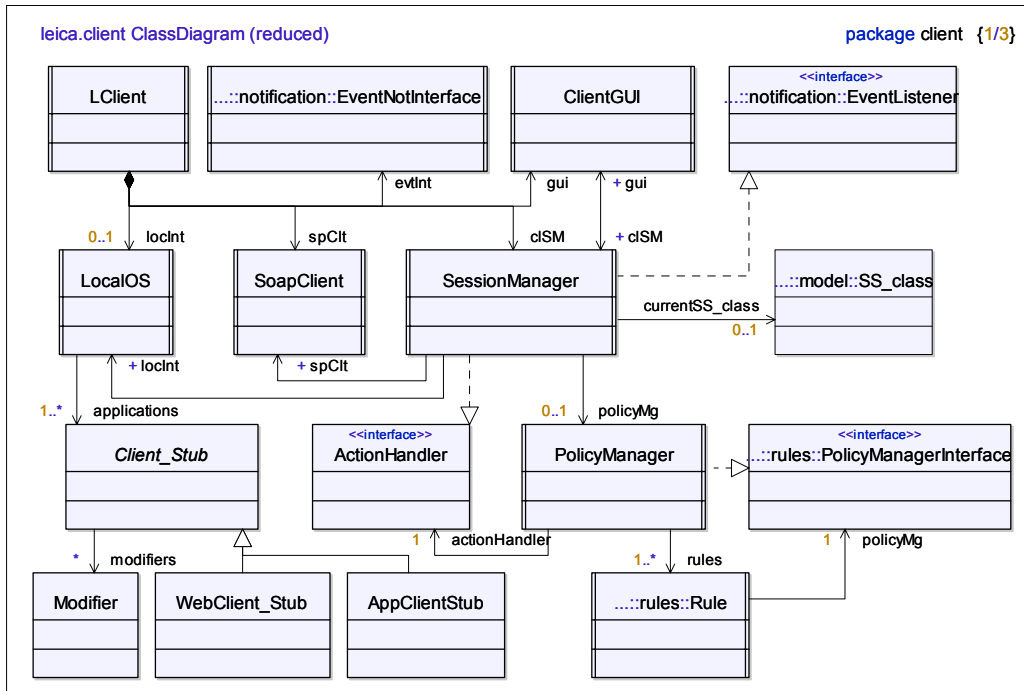 leica.client ClassDiagram (reduced)
package client {1/3}
LClient
...::notification::EventNotInterface
ClientGUI
<<interface>>
...::notification::EventListener
evtInt
gui
+ gui
0..1
locInt
spClt
clSM
+ clSM
LocalOS
SoapClient
SessionManager
...::model::SS_class
currentSS_class
0..1
+ locInt
+ spClt
1..*
applications
0..1
policyMg
Client_Stub
<<interface>>
ActionHandler
PolicyManager
<<interface>>
...::rules::PolicyManagerInterface
1
actionHandler
1
policyMg
*
modifiers
1..*
rules
Modifier
WebClient_Stub
AppClientStub
...::rules::Rule